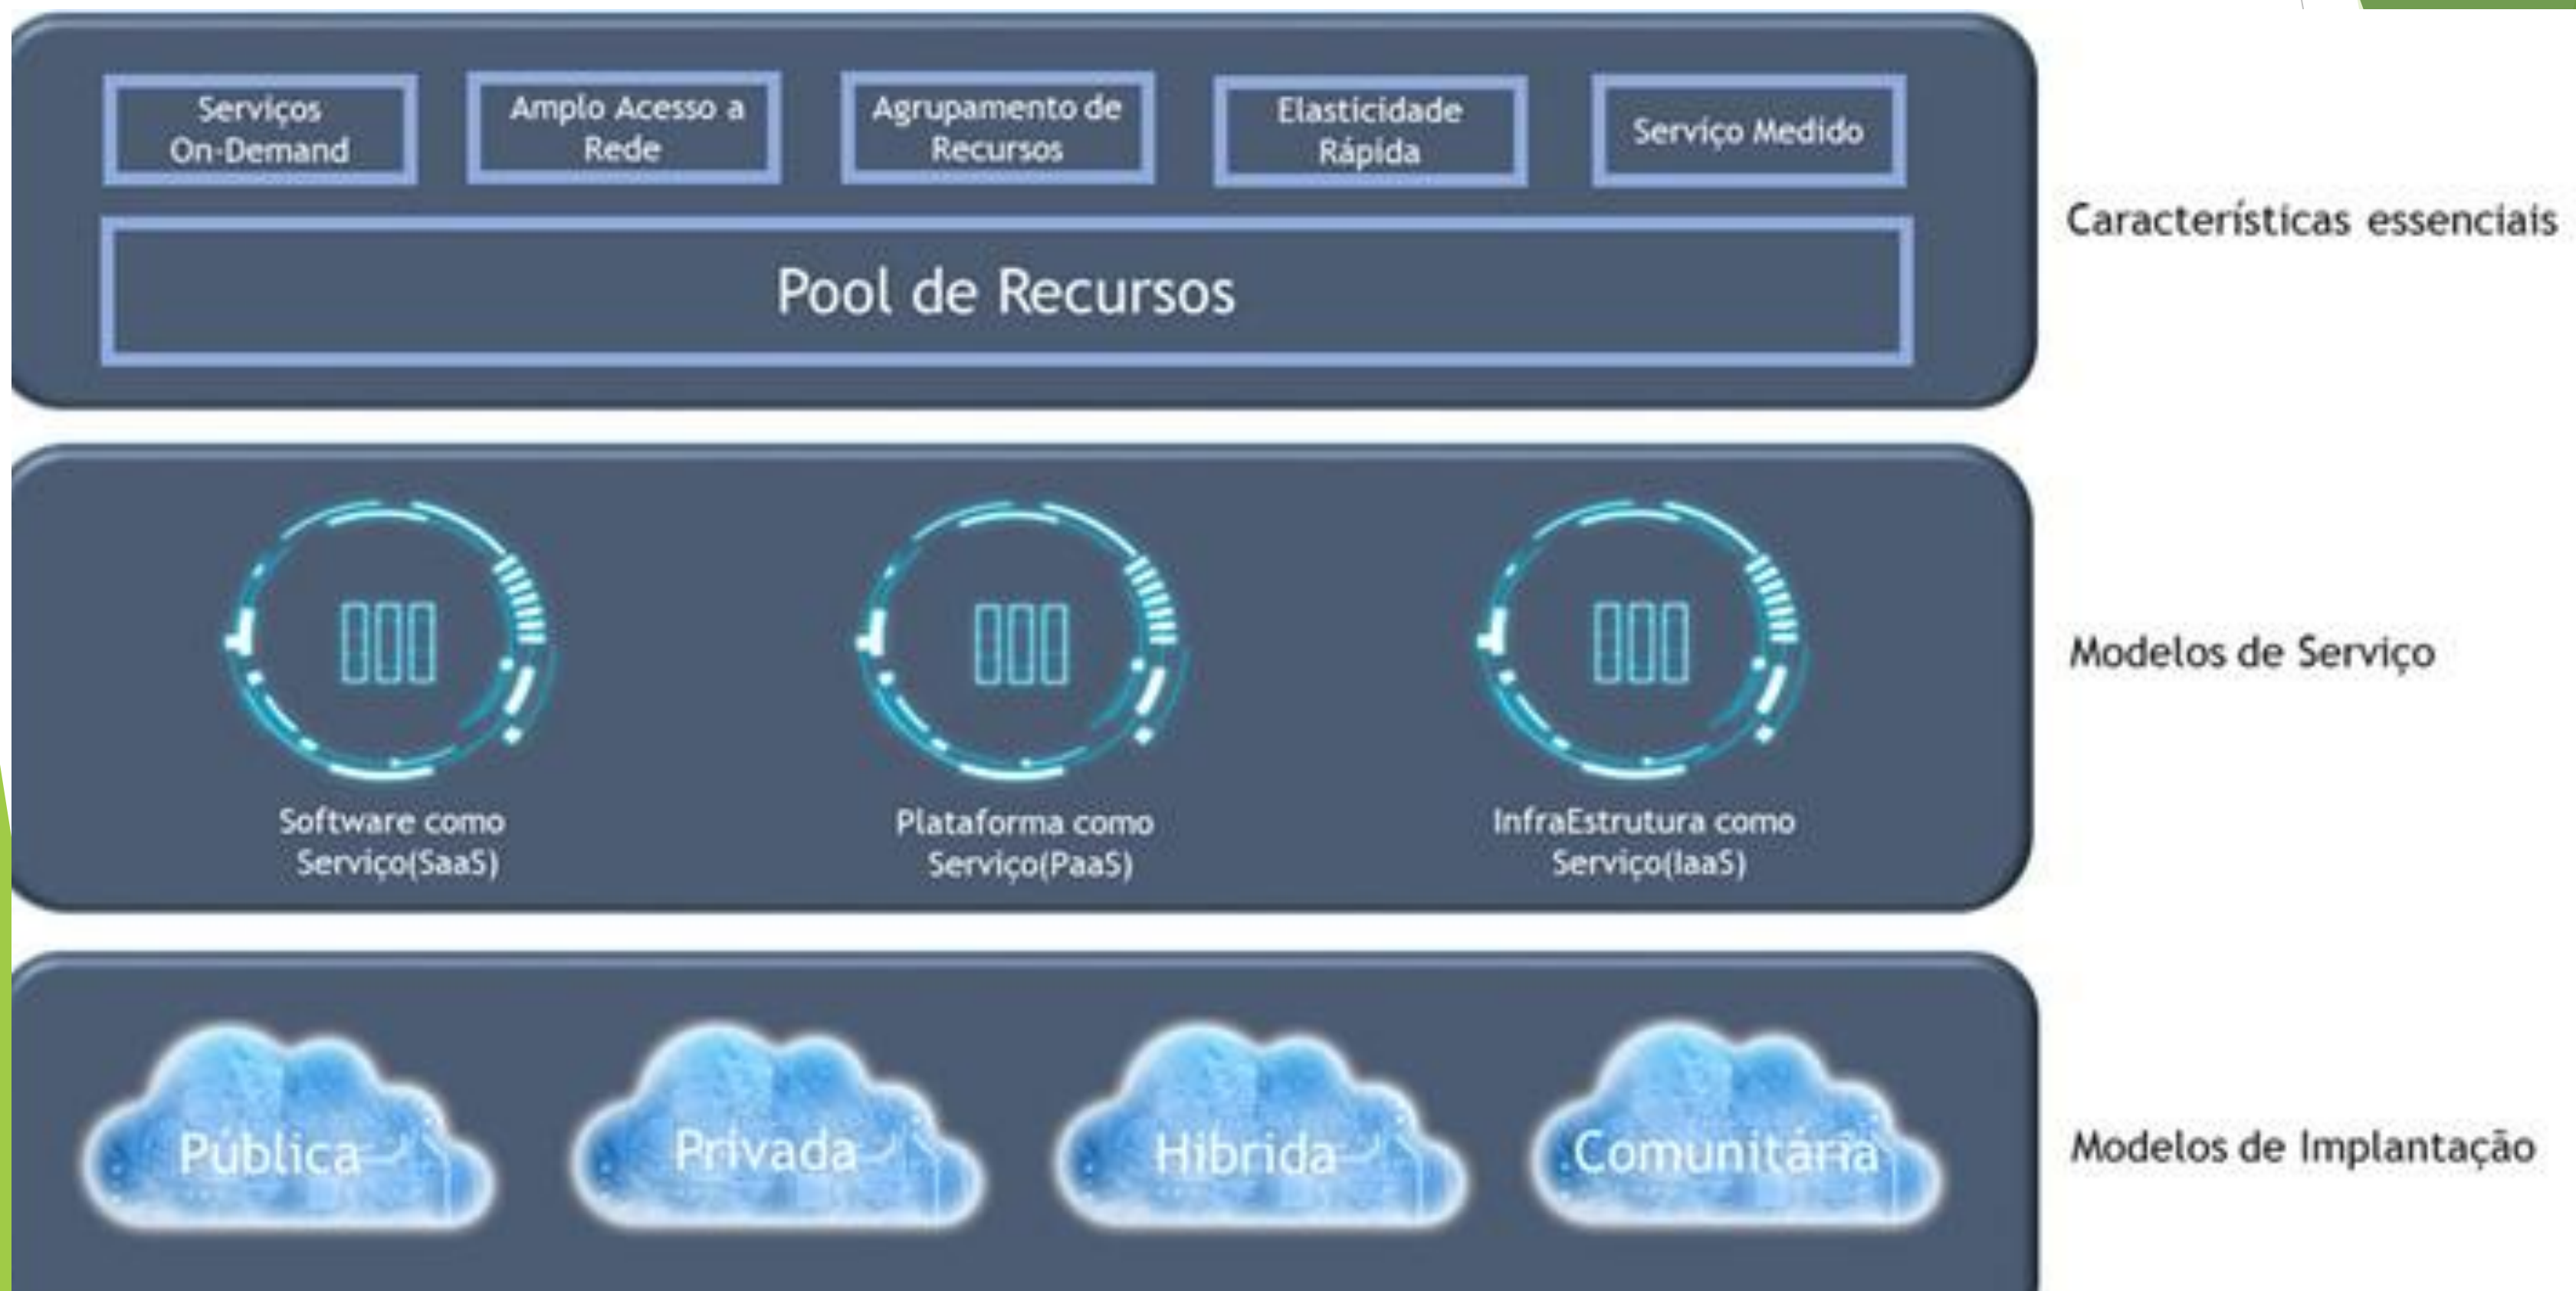 Serviços
On-Demand
Amplo Acesso a
Rede
Agrupamento de
Recursos
Elasticidade
Rápida
Serviço Medido
Pool de Recursos
Características essenciais
Software como
Serviço(SaaS)
Plataforma como
Serviço(PaaS)
InfraEstrutura como
Serviço(IaaS)
Modelos de Serviço
Pública
Privada
Hibrida
Comunitária
Modelos de Implantação